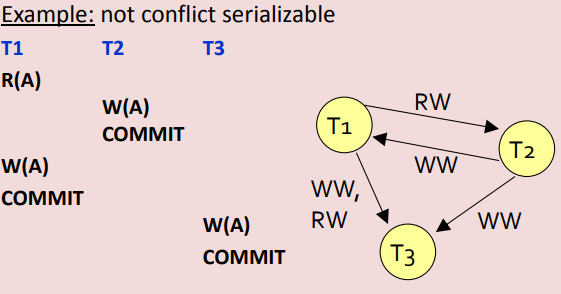 Example: not conflict serializable
T1 T2 T3
R(A)
W(A)
COMMIT
W(A)
COMMIT
W(A)
COMMIT
T1
RW
T2
WW
WW,
RW
WW
T3